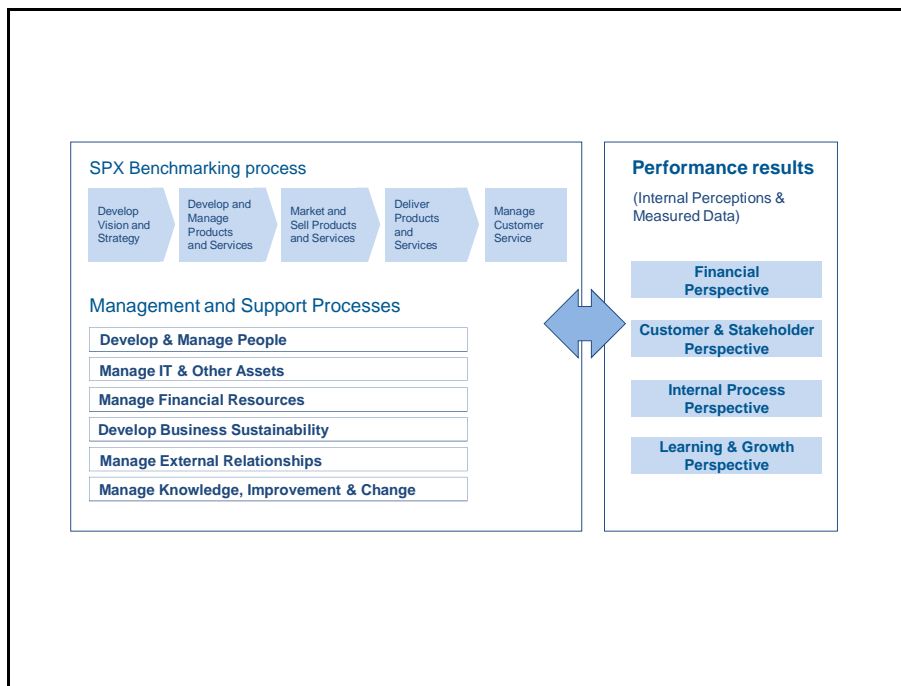 SPX Benchmarking process
Develop
Vision and
Strategy
Develop and
Manage
Products
and Services
Market and
Sell Products
and Services
Deliver
Products
and
Services
Manage
Customer
Service
Management and Support Processes
Develop & Manage People
Manage IT & Other Assets
Manage Financial Resources
Develop Business Sustainability
Manage External Relationships
Manage Knowledge, Improvement & Change
Performance results
(Internal Perceptions &
Measured Data)
Financial
Perspective
Customer & Stakeholder
Perspective
Internal Process
Perspective
Learning & Growth
Perspective